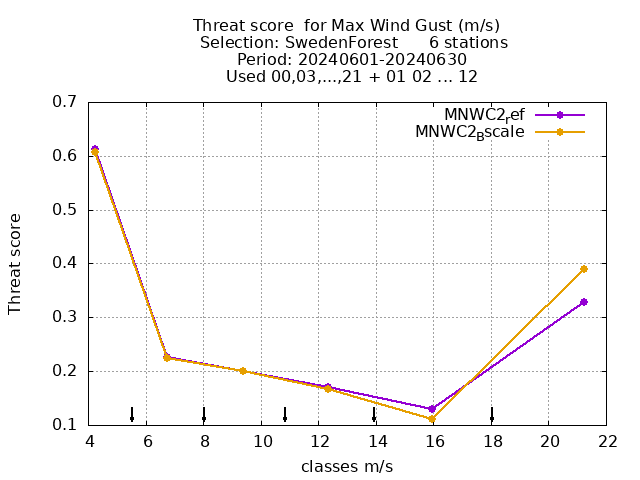 Threat score  for Max Wind Gust (m/s)
Selection: SwedenForest      6 stations
Period: 20240601-20240630
Used 00,03,...,21 + 01 02 ... 12
MNWC2_ref
MNWC2_Bscale
0.7
0.6
0.5
0.4
0.3
0.2
0.1
Threat score
4 6 8 10 12 14 16 18 20 22
classes m/s